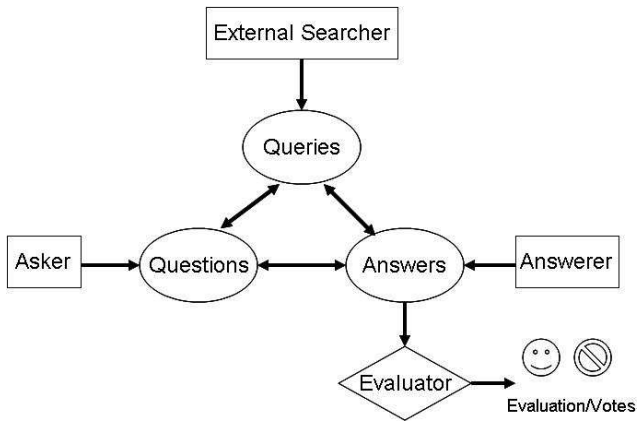 External Searcher
Queries
Asker
Questions
Answers
Answerer
Evaluator
Evaluation/Votes